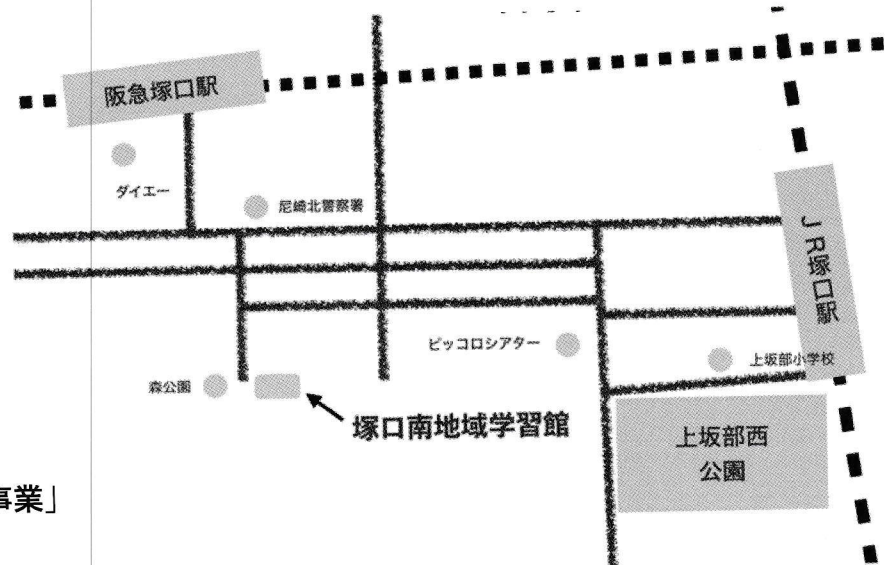 阪急塚口駅
ダイエー
尼崎北警察署
JR塚口駅
ピッコロシアター
上坂部小学校
森公園
塚口南地域学習館
上坂部西
公園
事業」